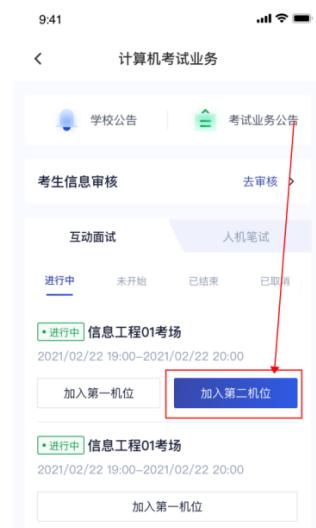 9:41
计算机考试业务
学校公告 考试业务公告
考生信息审核 去审核
互动面试 人机笔试
进行中 未开始 已结束 已取消
•进行中 信息工程01考场
2021/02/22 19:00–2021/02/22 20:00
加入第一机位 加入第二机位
•进行中 信息工程01考场
2021/02/22 19:00–2021/02/22 20:00
加入第一机位